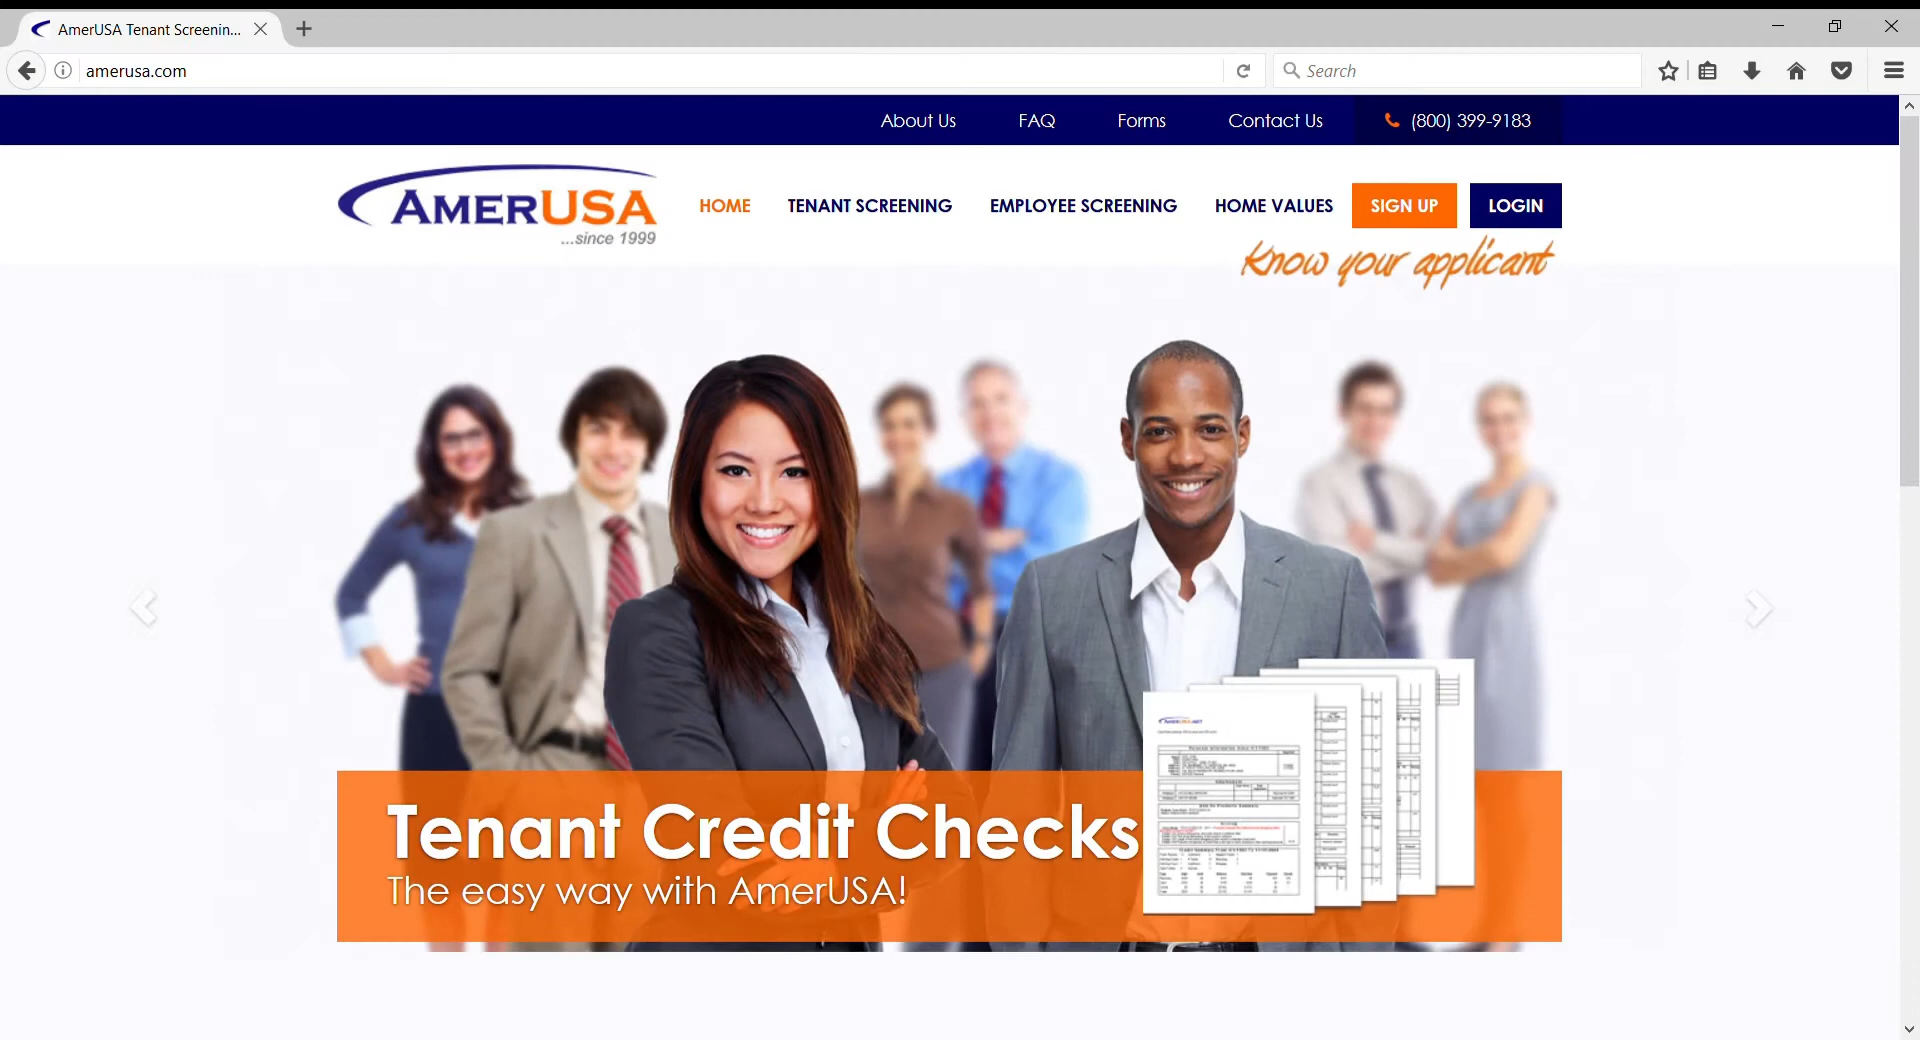 AmerUSA Tenant Screenin...
amerusa.com
Search
About Us
FAQ
Forms
Contact Us
(800) 399-9183
AMERUSA
...since 1999
HOME
TENANT SCREENING
EMPLOYEE SCREENING
HOME VALUES
SIGN UP
LOGIN
know your applicant
Tenant Credit Checks
The easy way with AmerUSA!